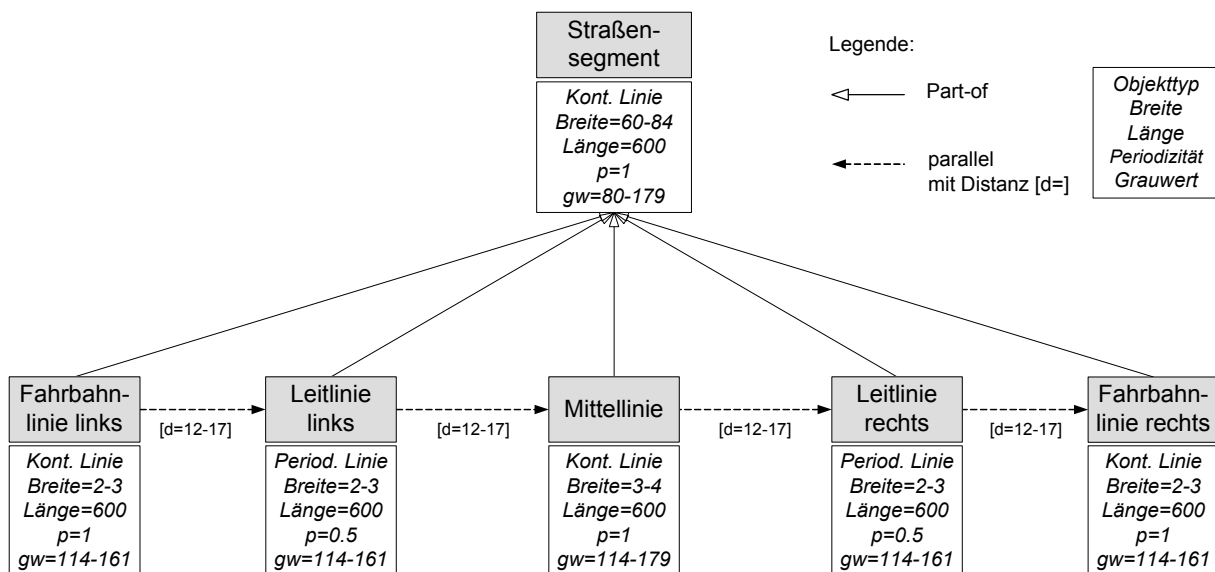 Straßen-
segment
Kont. Linie
Breite=60-84
Länge=600
p=1
gw=80-179
Legende:
Part-of
parallel
mit Distanz [d=]
Objekttyp
Breite
Länge
Periodizität
Grauwert
Fahrbahn-
linie links
Kont. Linie
Breite=2-3
Länge=600
p=1
gw=114-161
[d=12-17]
Leitlinie
links
Period. Linie
Breite=2-3
Länge=600
p=0.5
gw=114-161
[d=12-17]
Mittellinie
Kont. Linie
Breite=3-4
Länge=600
p=1
gw=114-179
[d=12-17]
Leitlinie
rechts
Period. Linie
Breite=2-3
Länge=600
p=0.5
gw=114-161
[d=12-17]
Fahrbahn-
linie rechts
Kont. Linie
Breite=2-3
Länge=600
p=1
gw=114-161